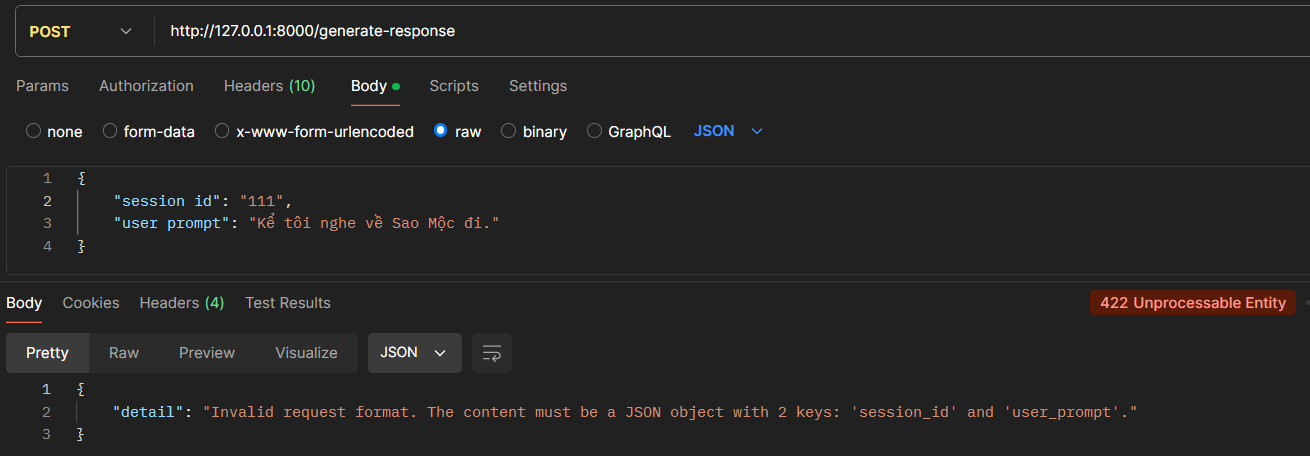 POST http://127.0.0.1:8000/generate-response
Params Authorization Headers (10) Body Scripts Settings
none form-data x-www-form-urlencoded raw binary GraphQL JSON
1 {
2 "session id": "111",
3 "user prompt": "Kể tôi nghe về Sao Mộc đi."
4 }
Body Cookies Headers (4) Test Results 422 Unprocessable Entity
Pretty Raw Preview Visualize JSON
1 {
2 "detail": "Invalid request format. The content must be a JSON object with 2 keys: 'session_id' and 'user_prompt'."
3 }